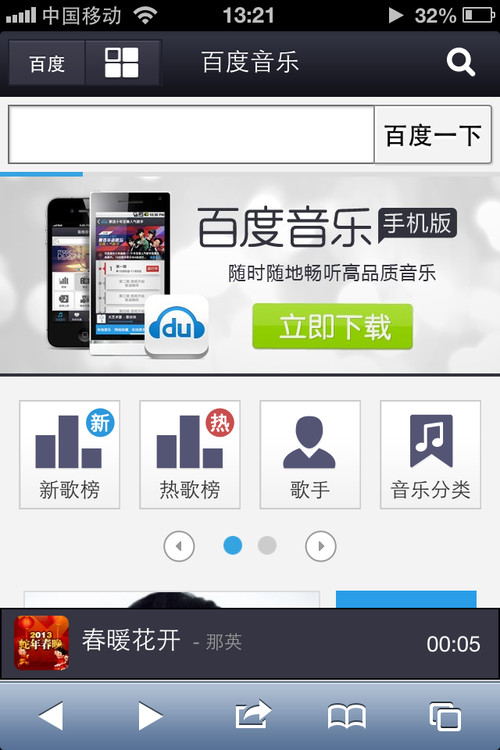 中国移动 13:21 32%
百度 百度音乐
百度一下
百度音乐 手机版
随时随地畅听高品质音乐
du
立即下载
新 热
新歌榜 热歌榜 歌手 音乐分类
2013
蛇年春晚
春暖花开 - 那英 00:05